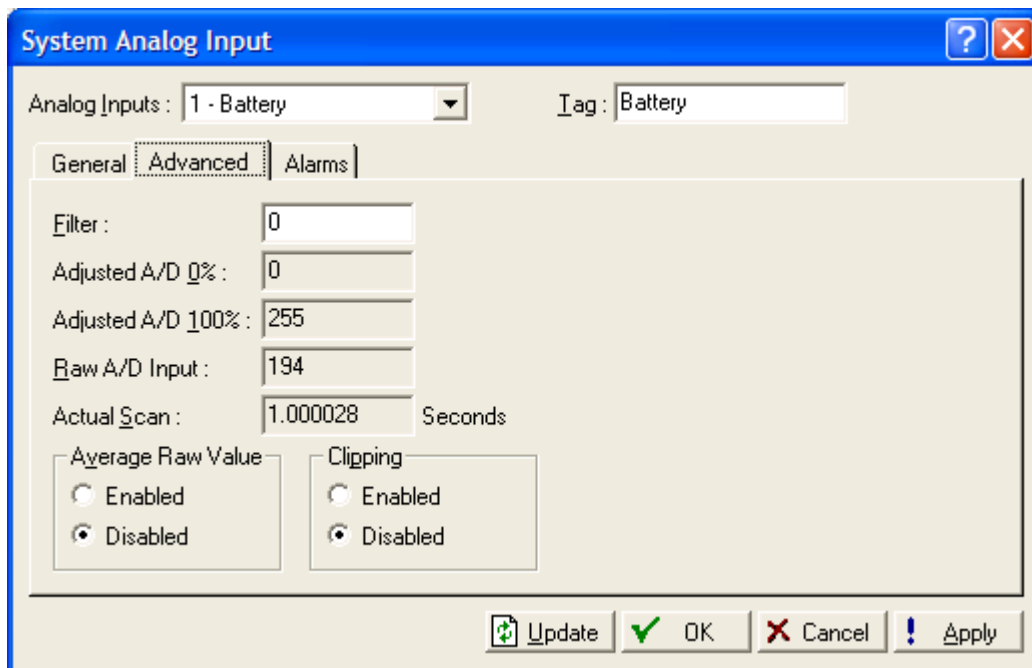 System Analog Input
Analog Inputs : 1 - Battery Tag : Battery
General Advanced Alarms
Filter : 0
Adjusted A/D 0% : 0
Adjusted A/D 100% : 255
Raw A/D Input : 194
Actual Scan : 1.000028 Seconds
Average Raw Value Clipping
Enabled Enabled
Disabled Disabled
Update OK Cancel Apply